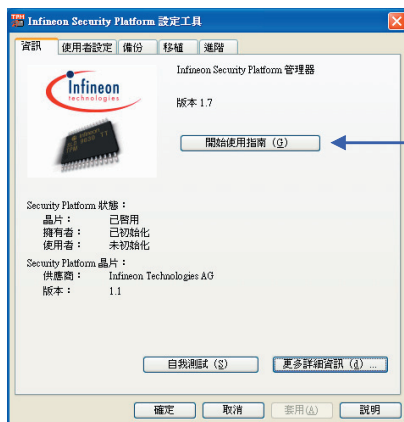 Infineon Security Platform 設定工具
資訊 使用者設定 備份 移植 進階
Infineon Security Platform 管理器
Infineon
technologies
版本 1.7
開始使用指南 (G)
Security Platform 狀態：
晶片： 已啓用
擁有者： 已初始化
使用者： 未初始化
Security Platform 晶片：
供應商： Infineon Technologies AG
版本： 1.1
自我測試 (S) 更多詳細資訊 (d) ...
確定 取消 套用(A) 說明